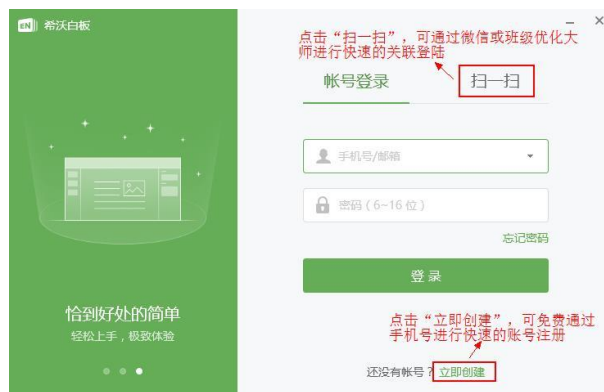 EN 希沃白板
点击“扫一扫”，可通过微信或班级优化大
师进行快速的关联登陆
帐号登录 扫一扫
手机号/邮箱
密码（6~16 位）
忘记密码
登录
恰到好处的简单
轻松上手，极致体验
点击“立即创建”，可免费通过
手机号进行快速的账号注册
还没有帐号？立即创建